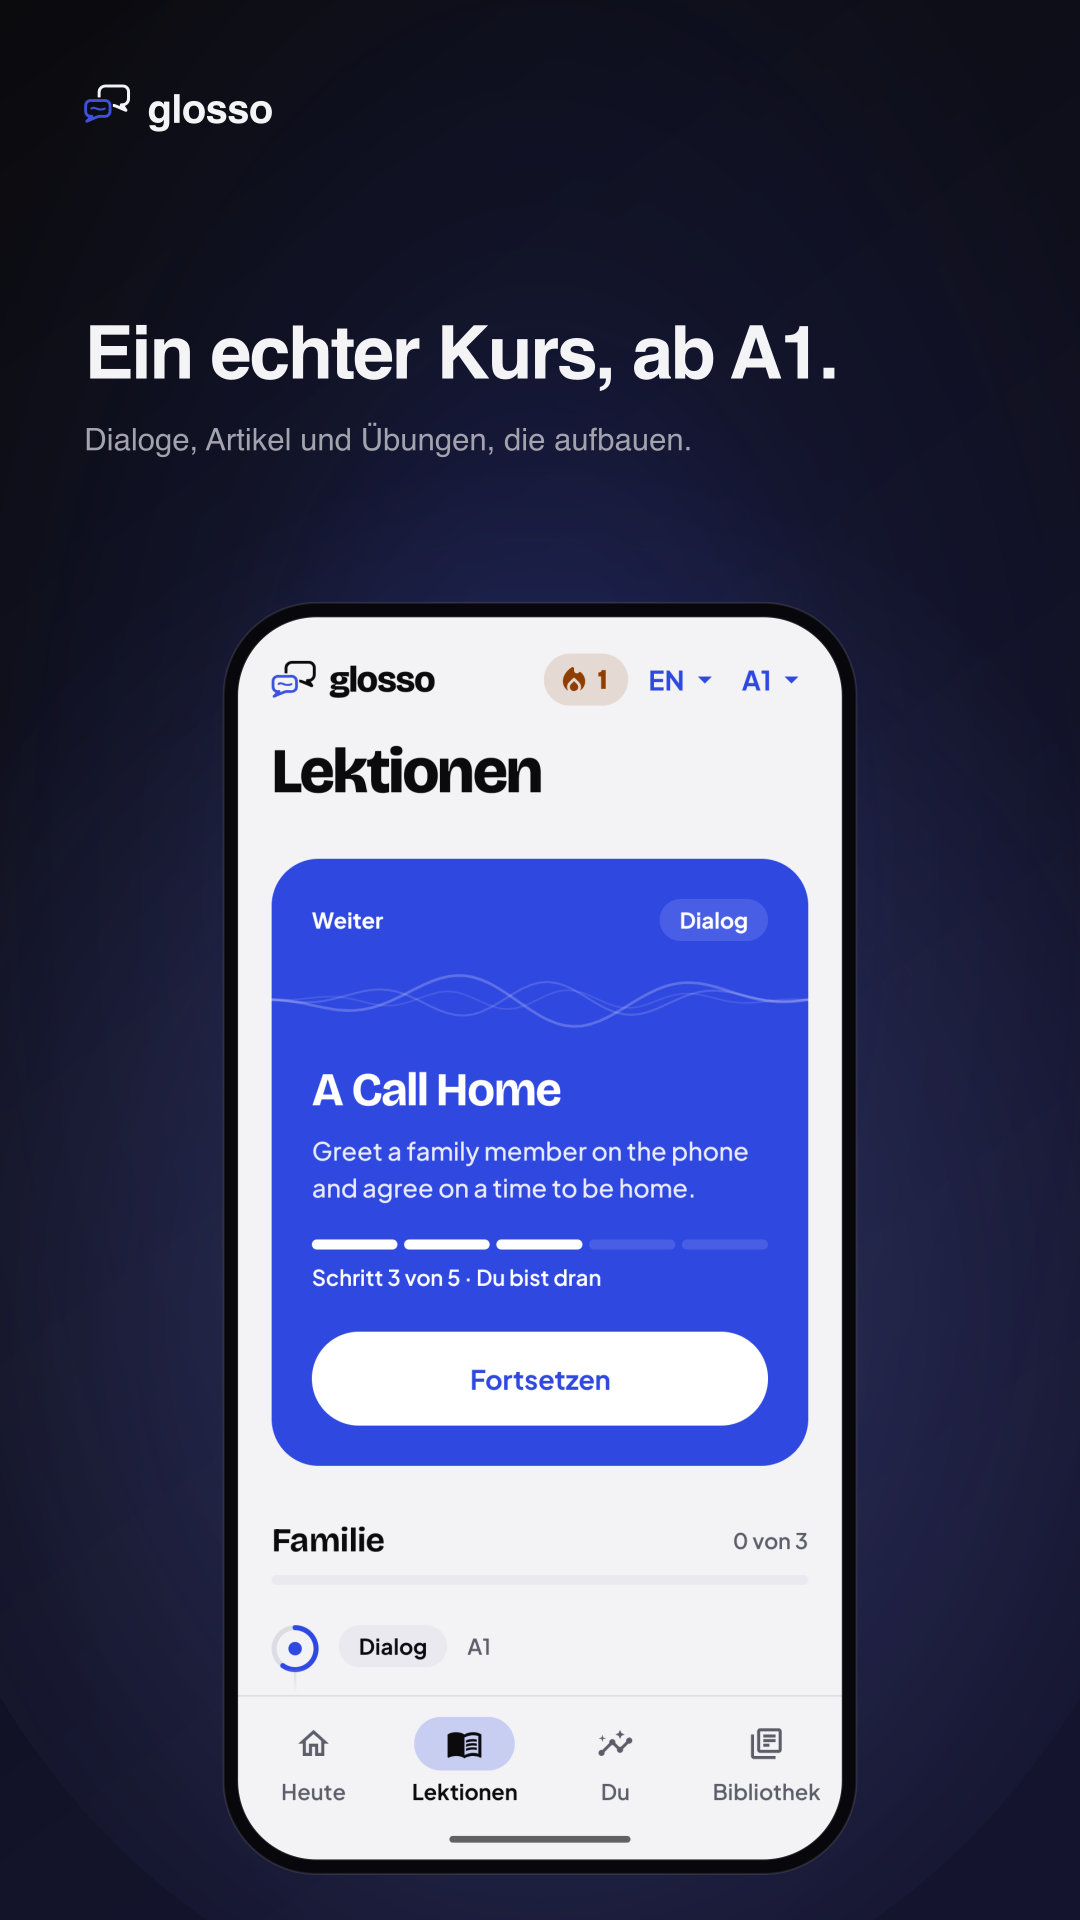 glosso
Ein echter Kurs, ab A1.
Dialoge, Artikel und Übungen, die aufbauen.
glosso 1 EN A1
Lektionen
Weiter Dialog
A Call Home
Greet a family member on the phone
and agree on a time to be home.
Schritt 3 von 5 · Du bist dran
Fortsetzen
Familie 0 von 3
Dialog A1
Heute Lektionen Du Bibliothek